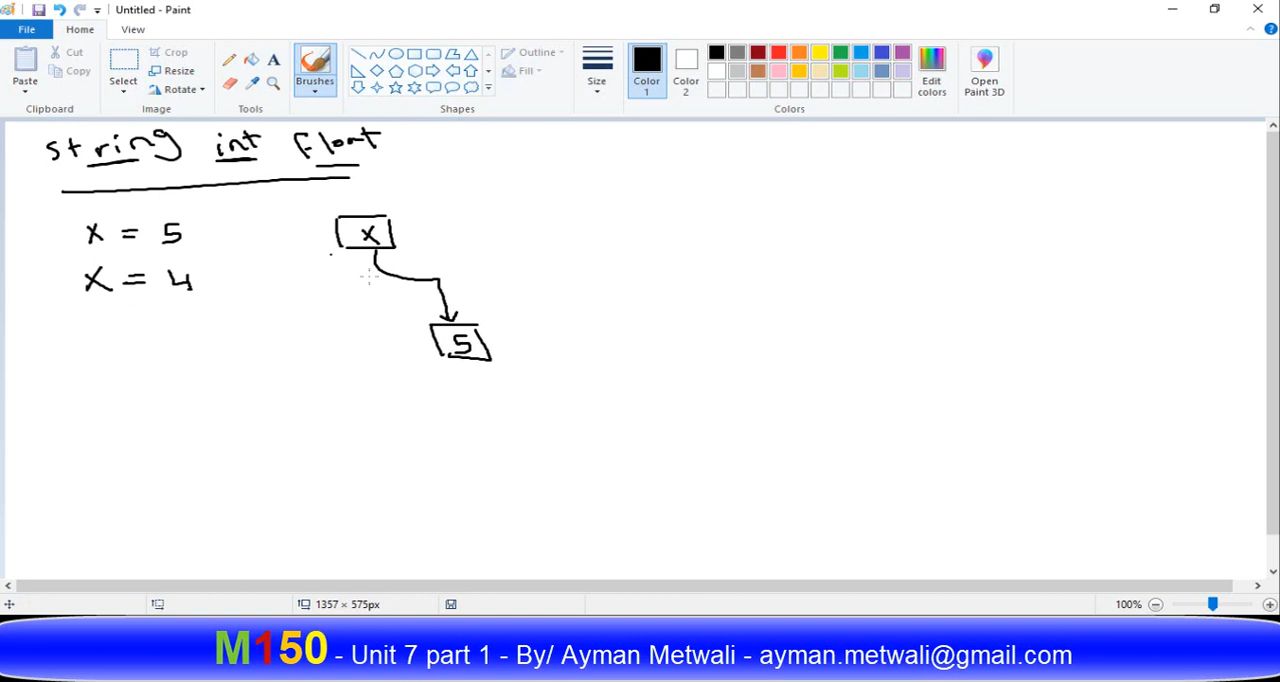 Untitled - Paint
File Home View
Paste
Cut
Copy
Clipboard
Select
Crop
Resize
Rotate
Image
A
Tools
Brushes
Outline
Fill
Shapes
Size
Color 1
Color 2
Edit colors
Colors
Open Paint 3D
string int float
x = 5
x
x = 4
5
1357 × 575px
100%
M150 - Unit 7 part 1 - By/ Ayman Metwali - ayman.metwali@gmail.com